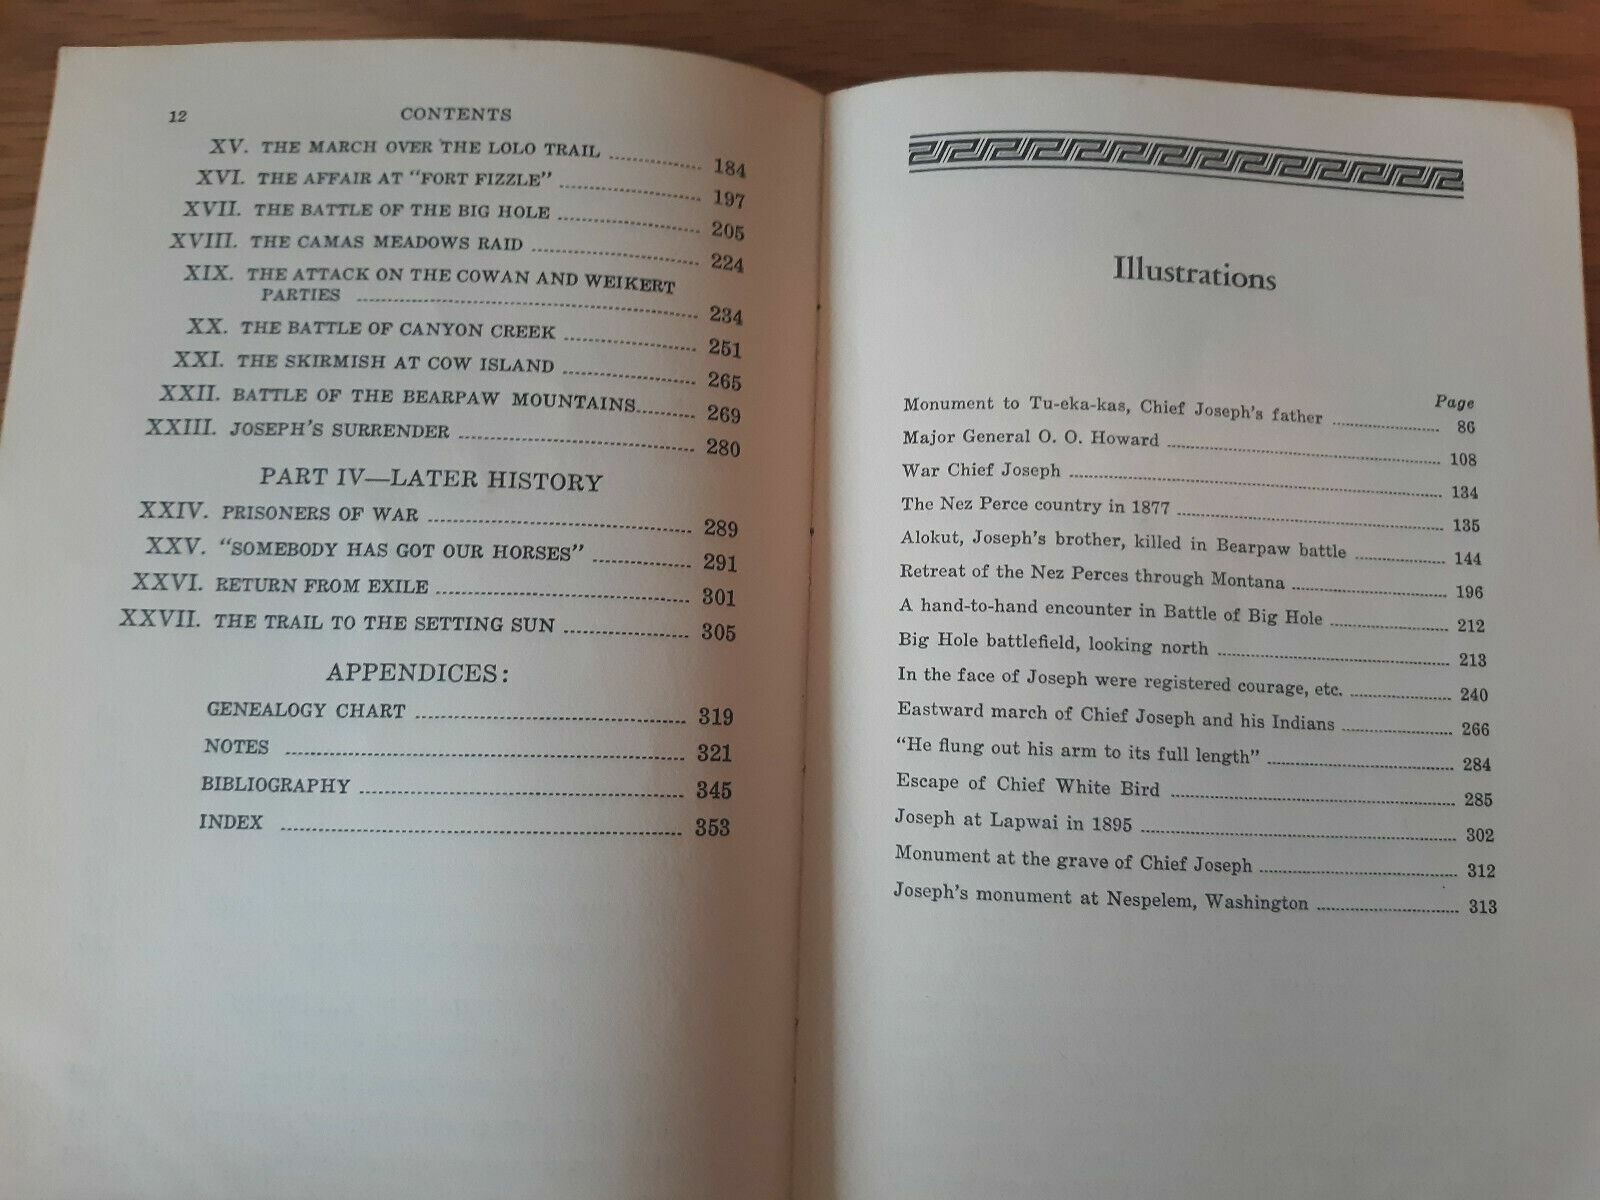 12 CONTENTS
XV. THE MARCH OVER THE LOLO TRAIL 184
XVI. THE AFFAIR AT "FORT FIZZLE" 197
XVII. THE BATTLE OF THE BIG HOLE 205
XVIII. THE CAMAS MEADOWS RAID 224
XIX. THE ATTACK ON THE COWAN AND WEIKERT
PARTIES 234
XX. THE BATTLE OF CANYON CREEK 251
XXI. THE SKIRMISH AT COW ISLAND 265
XXII. BATTLE OF THE BEARPAW MOUNTAINS 269
XXIII. JOSEPH'S SURRENDER 280
PART IV—LATER HISTORY
XXIV. PRISONERS OF WAR 289
XXV. "SOMEBODY HAS GOT OUR HORSES" 291
XXVI. RETURN FROM EXILE 301
XXVII. THE TRAIL TO THE SETTING SUN 305
APPENDICES:
GENEALOGY CHART 319
NOTES 321
BIBLIOGRAPHY 345
INDEX 353
Illustrations
Page
Monument to Tu-eka-kas, Chief Joseph's father 86
Major General O. O. Howard 108
War Chief Joseph 134
The Nez Perce country in 1877 135
Alokut, Joseph's brother, killed in Bearpaw battle 144
Retreat of the Nez Perces through Montana 196
A hand-to-hand encounter in Battle of Big Hole 212
Big Hole battlefield, looking north 213
In the face of Joseph were registered courage, etc. 240
Eastward march of Chief Joseph and his Indians 266
"He flung out his arm to its full length" 284
Escape of Chief White Bird 285
Joseph at Lapwai in 1895 302
Monument at the grave of Chief Joseph 312
Joseph's monument at Nespelem, Washington 313